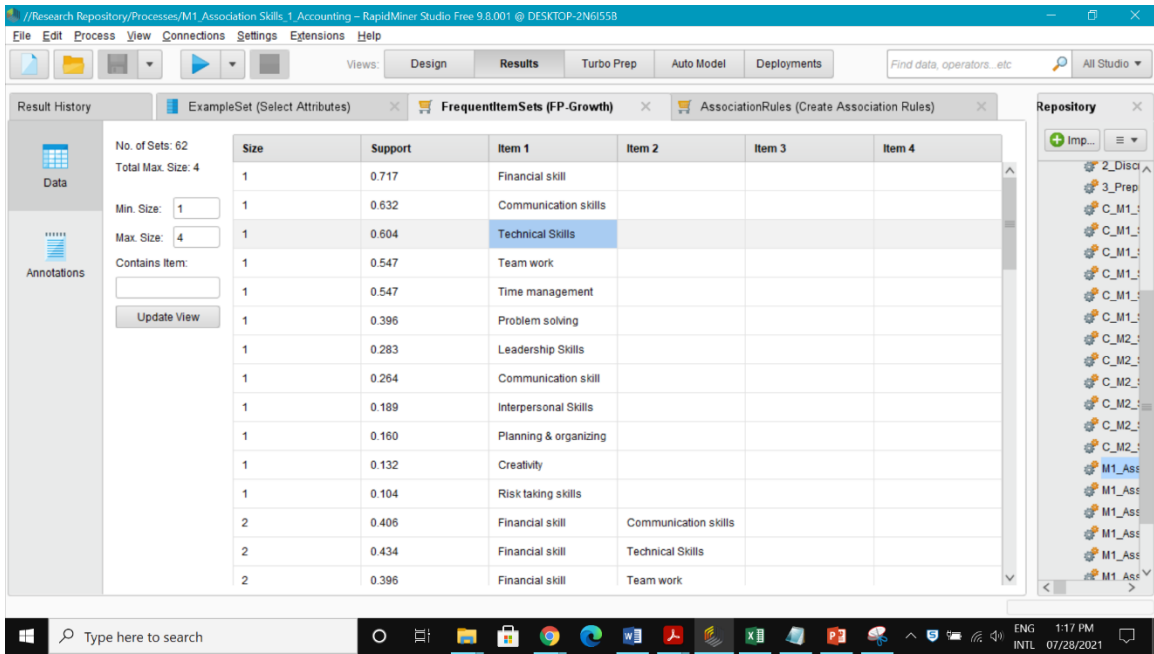 //Research Repository/Processes/M1_Association Skills_1_Accounting – RapidMiner Studio Free 9.8.001 @ DESKTOP-2N6I55B
File Edit Process View Connections Settings Extensions Help
Views: Design Results Turbo Prep Auto Model Deployments Find data, operators...etc All Studio
Result History ExampleSet (Select Attributes) FrequentItemSets (FP-Growth) AssociationRules (Create Association Rules) Repository
Imp...
Data
Annotations
No. of Sets: 62
Total Max. Size: 4
Min. Size: 1
Max. Size: 4
Contains Item:
Update View
Size Support Item 1 Item 2 Item 3 Item 4
1 0.717 Financial skill
1 0.632 Communication skills
1 0.604 Technical Skills
1 0.547 Team work
1 0.547 Time management
1 0.396 Problem solving
1 0.283 Leadership Skills
1 0.264 Communication skill
1 0.189 Interpersonal Skills
1 0.160 Planning & organizing
1 0.132 Creativity
1 0.104 Risk taking skills
2 0.406 Financial skill Communication skills
2 0.434 Financial skill Technical Skills
2 0.396 Financial skill Team work
2_Disc
3_Prep
C_M1_
C_M1_
C_M1_
C_M1_
C_M1_
C_M1_
C_M2_
C_M2_
C_M2_
C_M2_
C_M2_
C_M2_
M1_Ass
M1_Ass
M1_Ass
M1_Ass
M1_Ass
M1_Ass
Type here to search
ENG
INTL
1:17 PM
07/28/2021